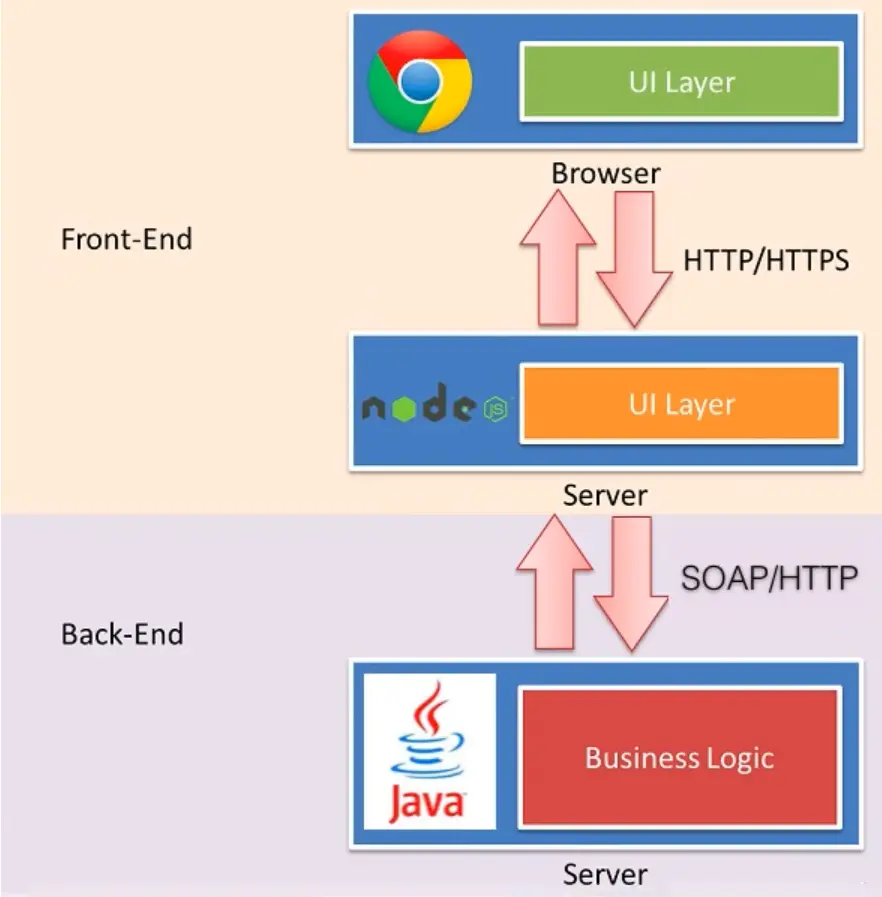 UI Layer
Browser
Front-End
HTTP/HTTPS
node JS
UI Layer
Server
SOAP/HTTP
Back-End
Java
Business Logic
Server